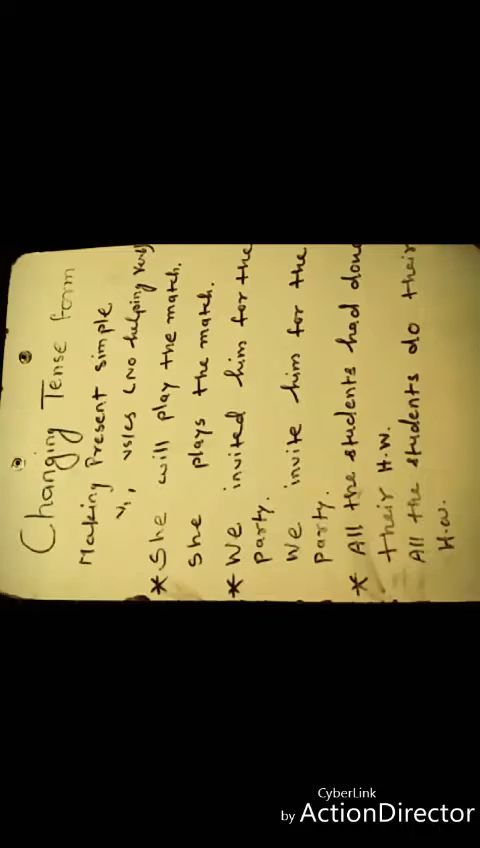 Changing Tense form
Making Present simple
V1, vs/es (No helping Verb)
* She will play the match.
She plays the match.
* We invited him for the
party.
We invite him for the
party.
* All the students had done
their H.W.
All the students do their
H.W.
CyberLink
by ActionDirector